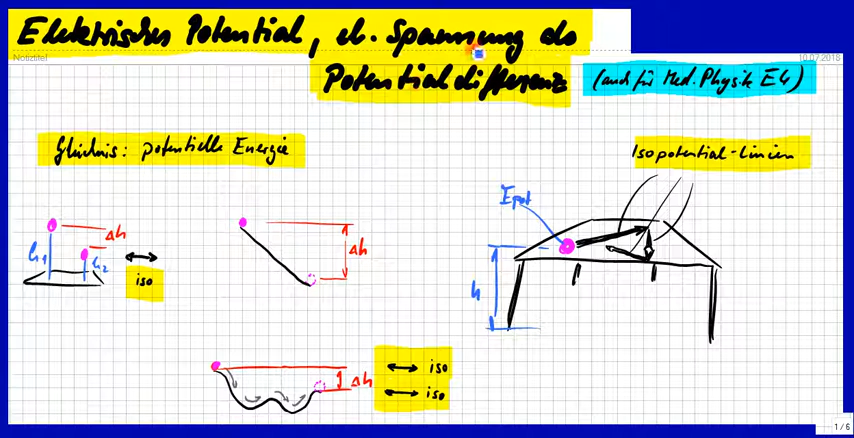 Elektrisches Potential, el. Spannung als
Notiztitel
10.07.2018
Potentialdifferenz
(auch für Med. Physik E4)
Gleichnis: potentielle Energie
Isopotential-Linien
Epot
Δh
h1
h2
iso
Δh
h
Δh
iso
iso
1 / 6